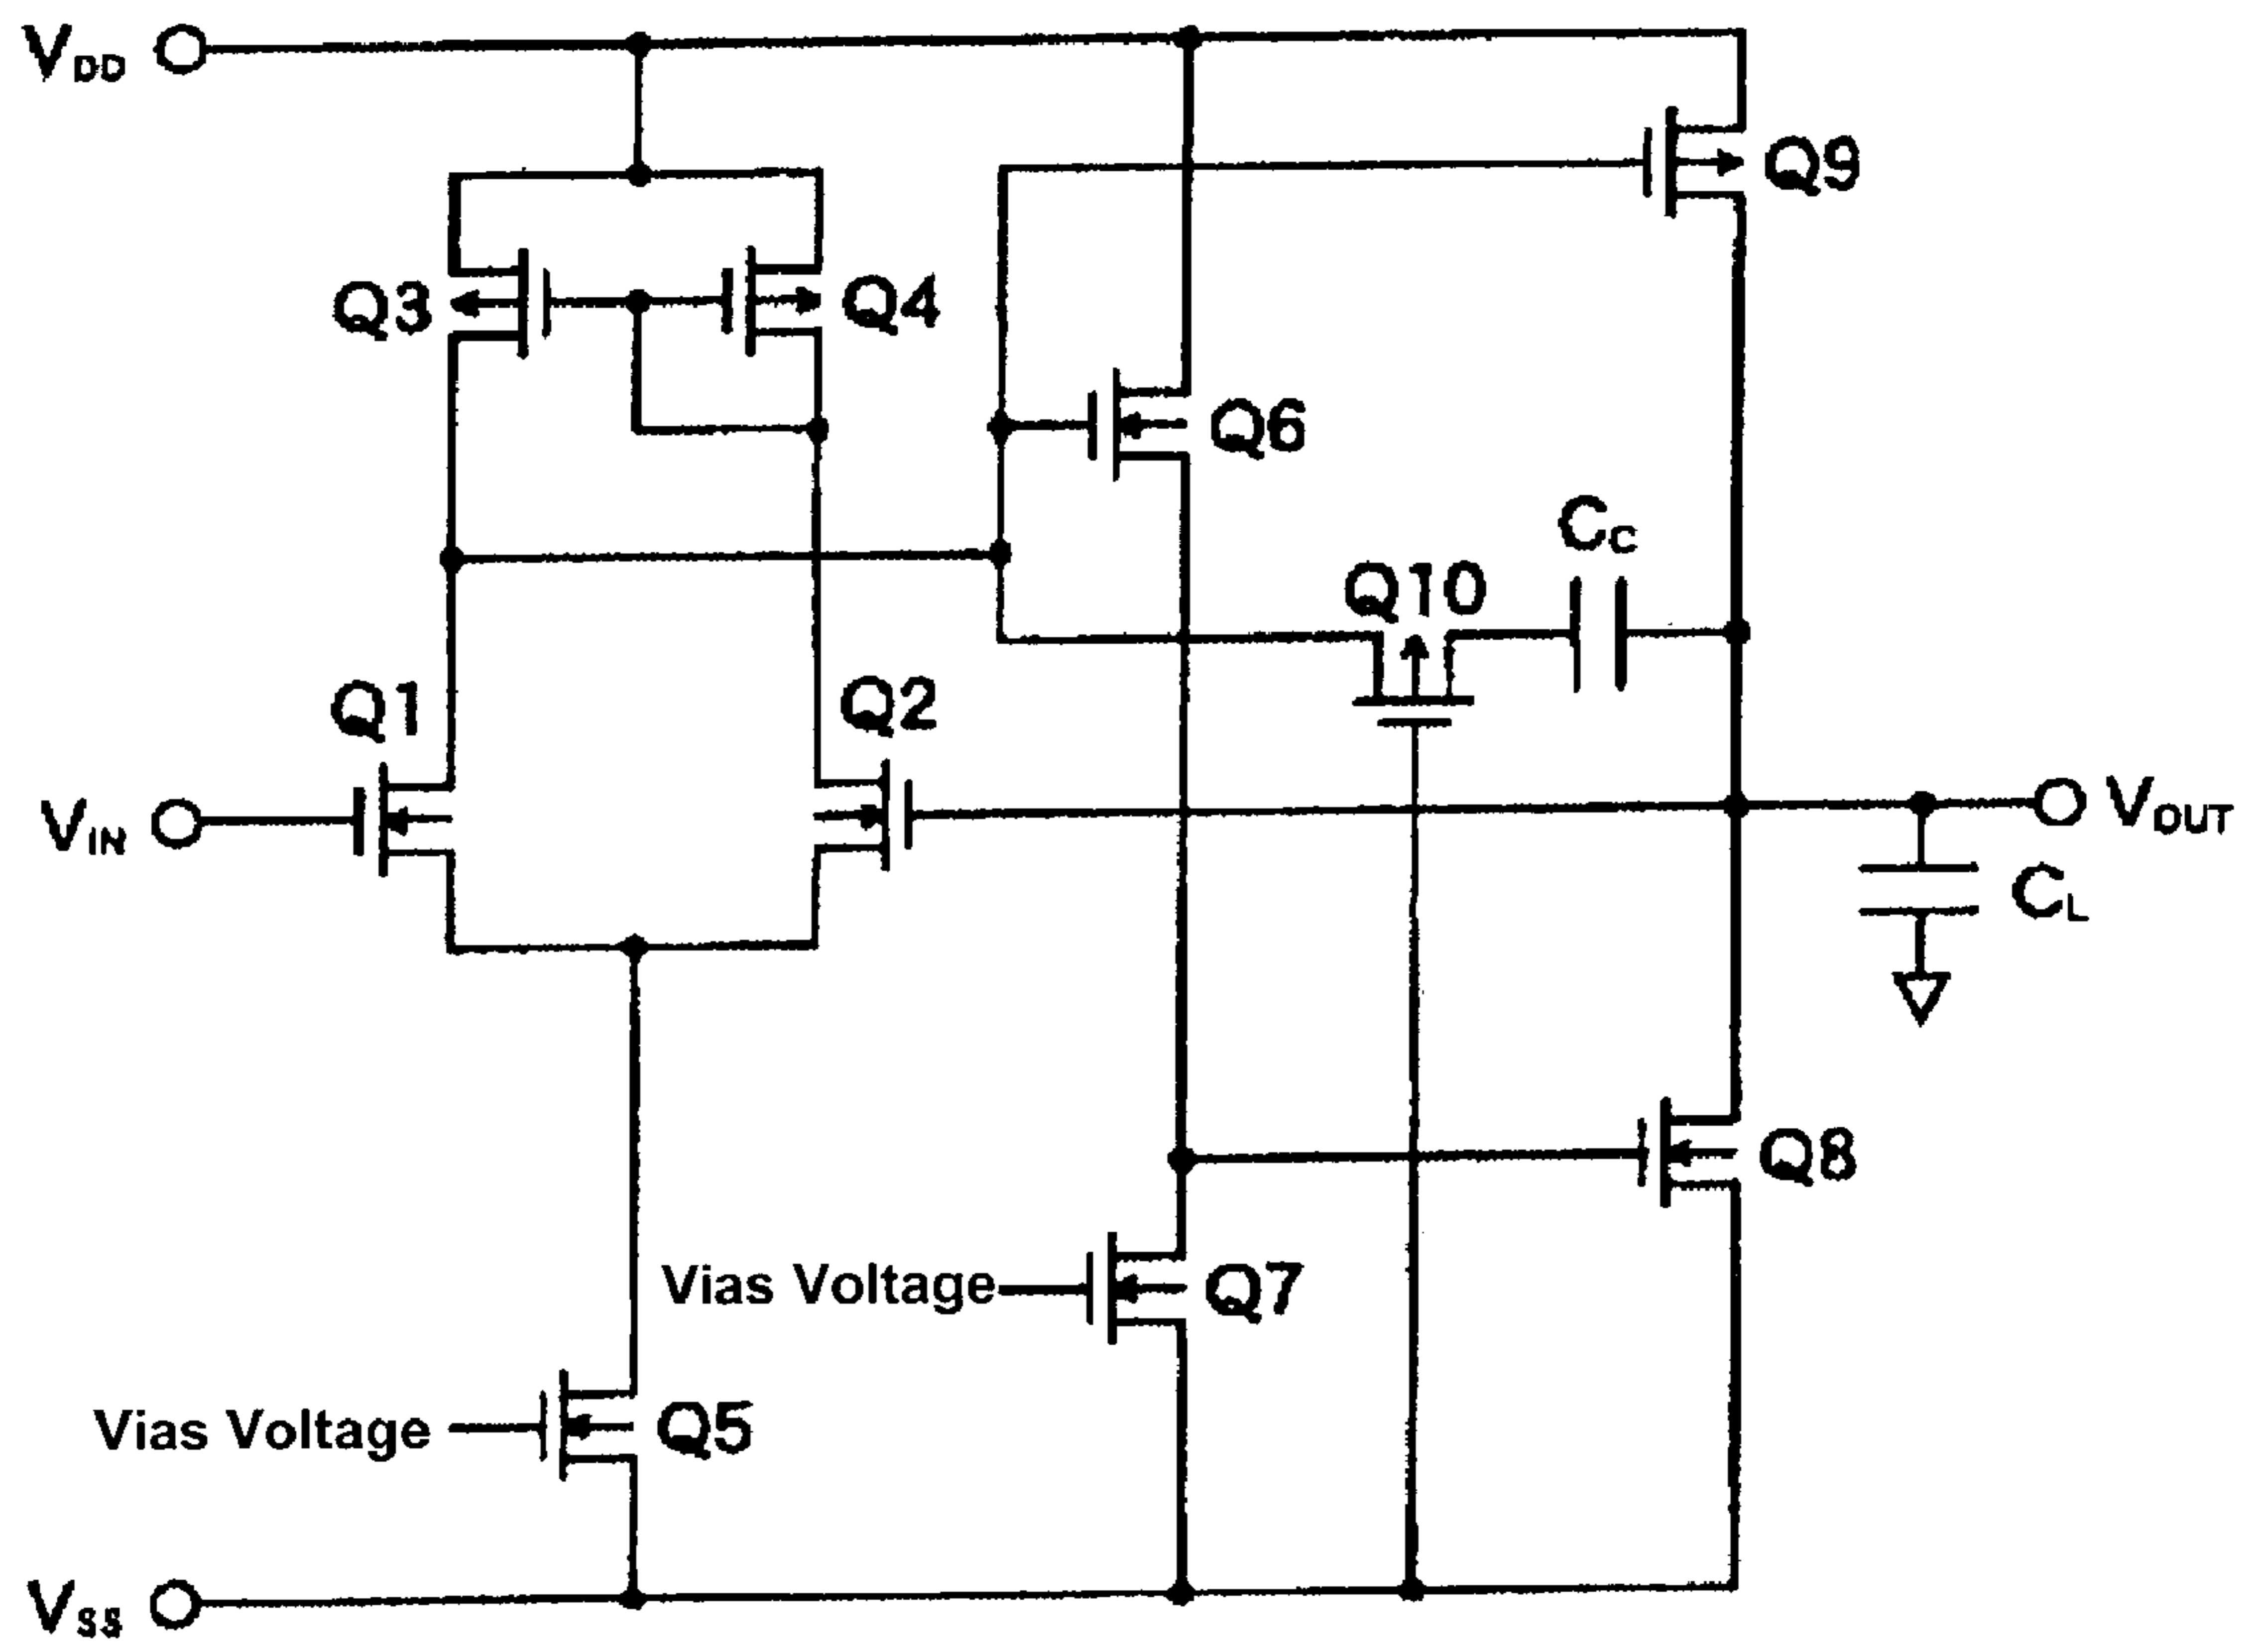 VDD
Q9
Q3
Q4
Q6
CC
Q10
Q1
Q2
VIN
VOUT
CL
Q8
Vias Voltage
Q7
Vias Voltage
Q5
VSS